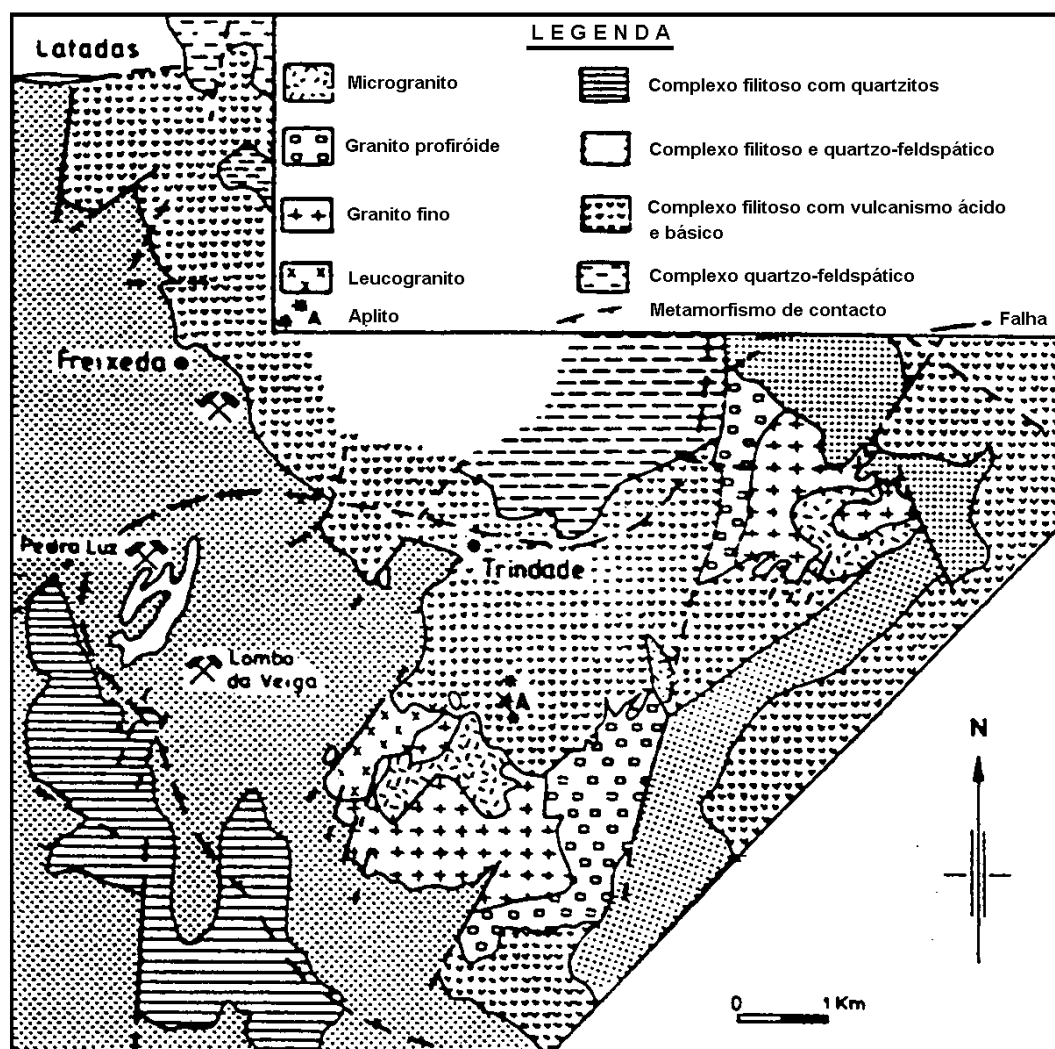 LEGENDA
Latadas
Microgranito
Granito profiróide
Granito fino
Leucogranito
A Aplito
Complexo filitoso com quartzitos
Complexo filitoso e quartzo-feldspático
Complexo filitoso com vulcanismo ácido
e básico
Complexo quartzo-feldspático
Metamorfismo de contacto
Falha
Freixeda
Pedra Luz
Trindade
Lomba
da Veiga
A
N
0 1 Km